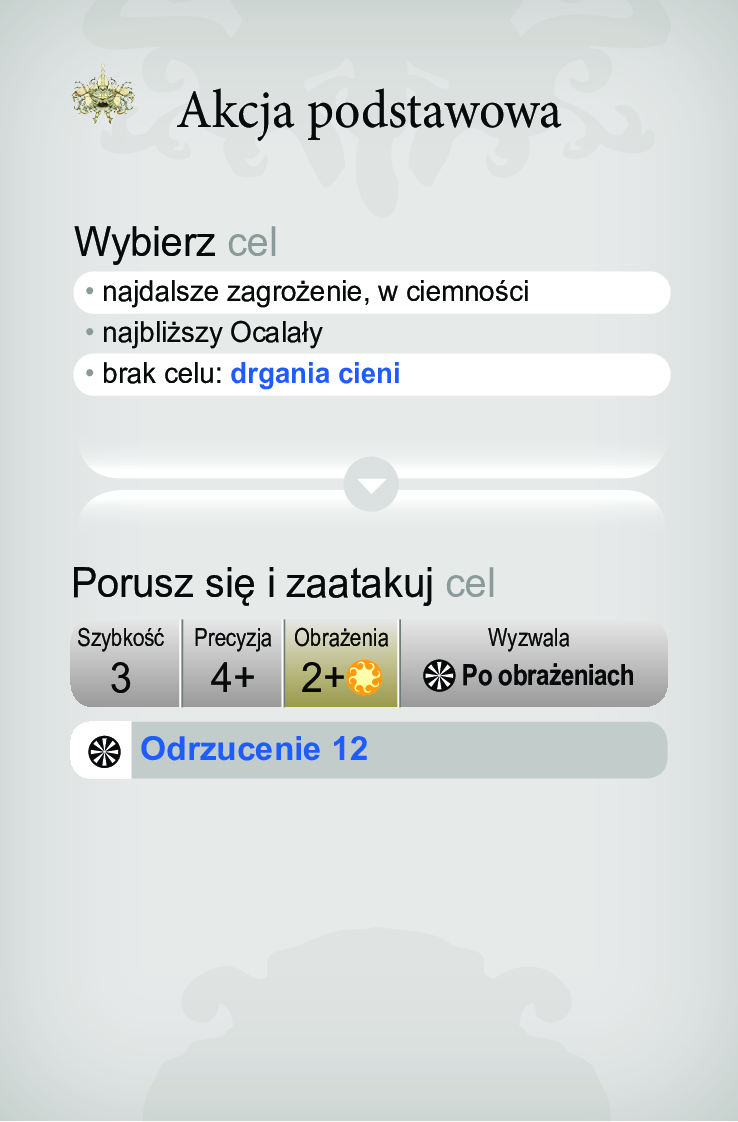 Akcja podstawowa
Wybierz cel
• najdalsze zagrożenie, w ciemności
• najbliższy Ocalały
• brak celu: drgania cieni
Porusz się i zaatakuj cel
Szybkość Precyzja Obrażenia Wyzwala
3 4+ 2+ Po obrażeniach
Odrzucenie 12